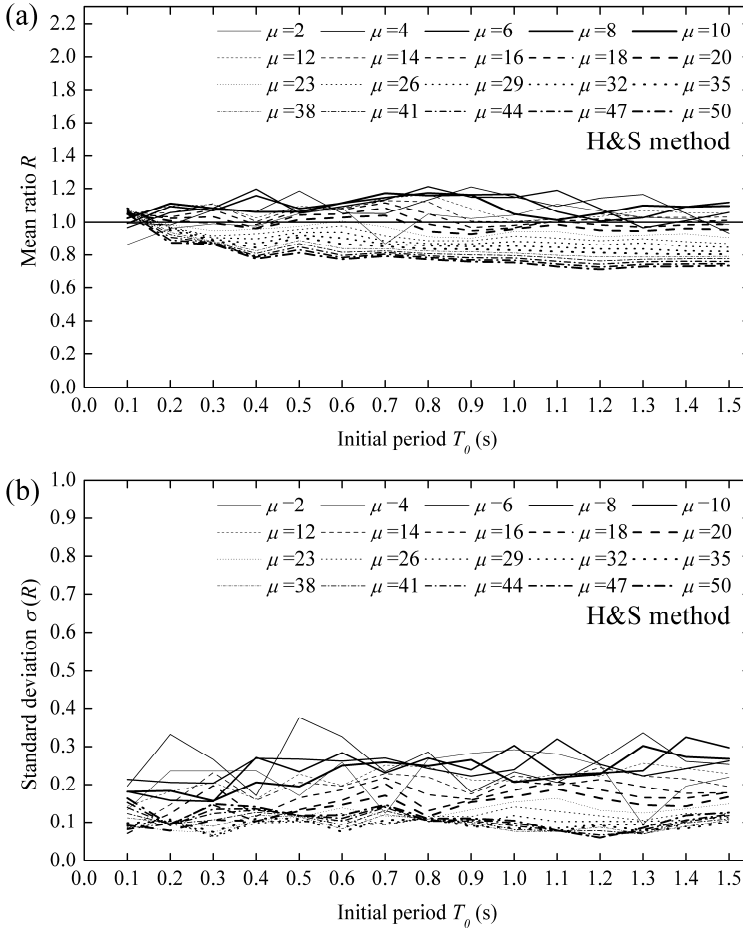 (a)
2.2
2.0
1.8
1.6
1.4
1.2
1.0
0.8
0.6
0.4
0.2
0.0
Mean ratio R
μ=2 μ=4 μ=6 μ=8 μ=10
μ=12 μ=14 μ=16 μ=18 μ=20
μ=23 μ=26 μ=29 μ=32 μ=35
μ=38 μ=41 μ=44 μ=47 μ=50
H&S method
0.0 0.1 0.2 0.3 0.4 0.5 0.6 0.7 0.8 0.9 1.0 1.1 1.2 1.3 1.4 1.5
Initial period T0 (s)
(b)
1.0
0.9
0.8
0.7
0.6
0.5
0.4
0.3
0.2
0.1
0.0
Standard deviation σ(R)
μ−2 μ−4 μ−6 μ−8 μ−10
μ=12 μ=14 μ=16 μ=18 μ=20
μ=23 μ=26 μ=29 μ=32 μ=35
μ=38 μ=41 μ=44 μ=47 μ=50
H&S method
0.0 0.1 0.2 0.3 0.4 0.5 0.6 0.7 0.8 0.9 1.0 1.1 1.2 1.3 1.4 1.5
Initial period T0 (s)